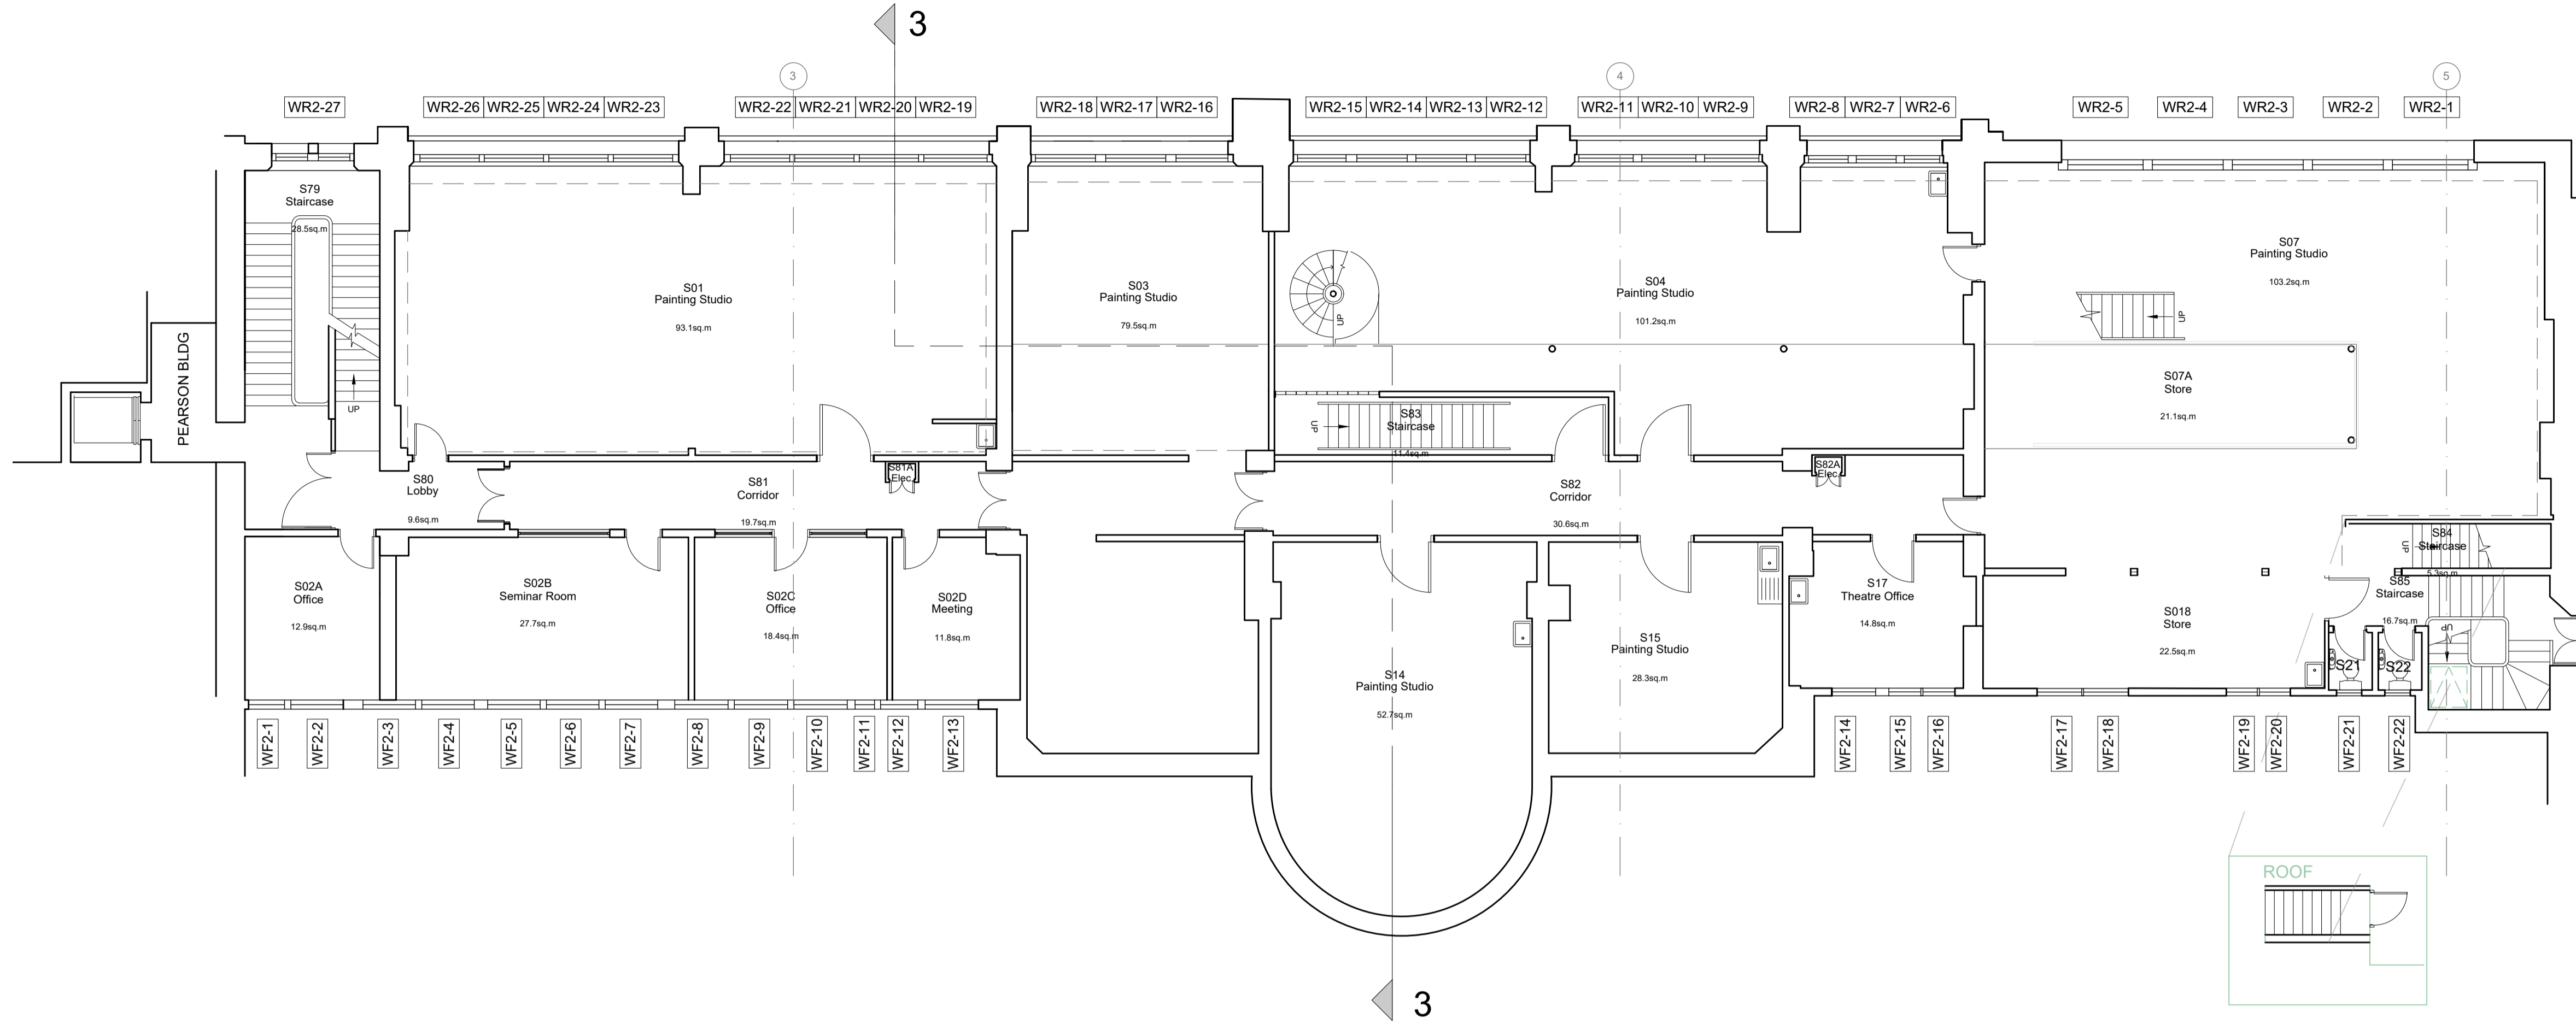 3
3
4
5
WR2-27
WR2-26 WR2-25 WR2-24 WR2-23
WR2-22 WR2-21 WR2-20 WR2-19
WR2-18 WR2-17 WR2-16
WR2-15 WR2-14 WR2-13 WR2-12
WR2-11 WR2-10 WR2-9
WR2-8 WR2-7 WR2-6
WR2-5 WR2-4 WR2-3 WR2-2 WR2-1
S79
Staircase
28.5sq.m
UP
PEARSON BLDG
S01
Painting Studio
93.1sq.m
S03
Painting Studio
79.5sq.m
UP
S04
Painting Studio
101.2sq.m
S07
Painting Studio
103.2sq.m
UP
S07A
Store
21.1sq.m
UP
S83
Staircase
11.4sq.m
S80
Lobby
9.6sq.m
S81
Corridor
19.7sq.m
S81A
Elec.
S82
Corridor
30.6sq.m
S82A
Elec.
UP
S84
Staircase
5.3sq.m
S85
Staircase
16.7sq.m
UP
S02A
Office
12.9sq.m
S02B
Seminar Room
27.7sq.m
S02C
Office
18.4sq.m
S02D
Meeting
11.8sq.m
S14
Painting Studio
52.7sq.m
S15
Painting Studio
28.3sq.m
S17
Theatre Office
14.8sq.m
S018
Store
22.5sq.m
S21
S22
WF2-1
WF2-2
WF2-3
WF2-4
WF2-5
WF2-6
WF2-7
WF2-8
WF2-9
WF2-10
WF2-11
WF2-12
WF2-13
WF2-14
WF2-15
WF2-16
WF2-17
WF2-18
WF2-19
WF2-20
WF2-21
WF2-22
ROOF
3